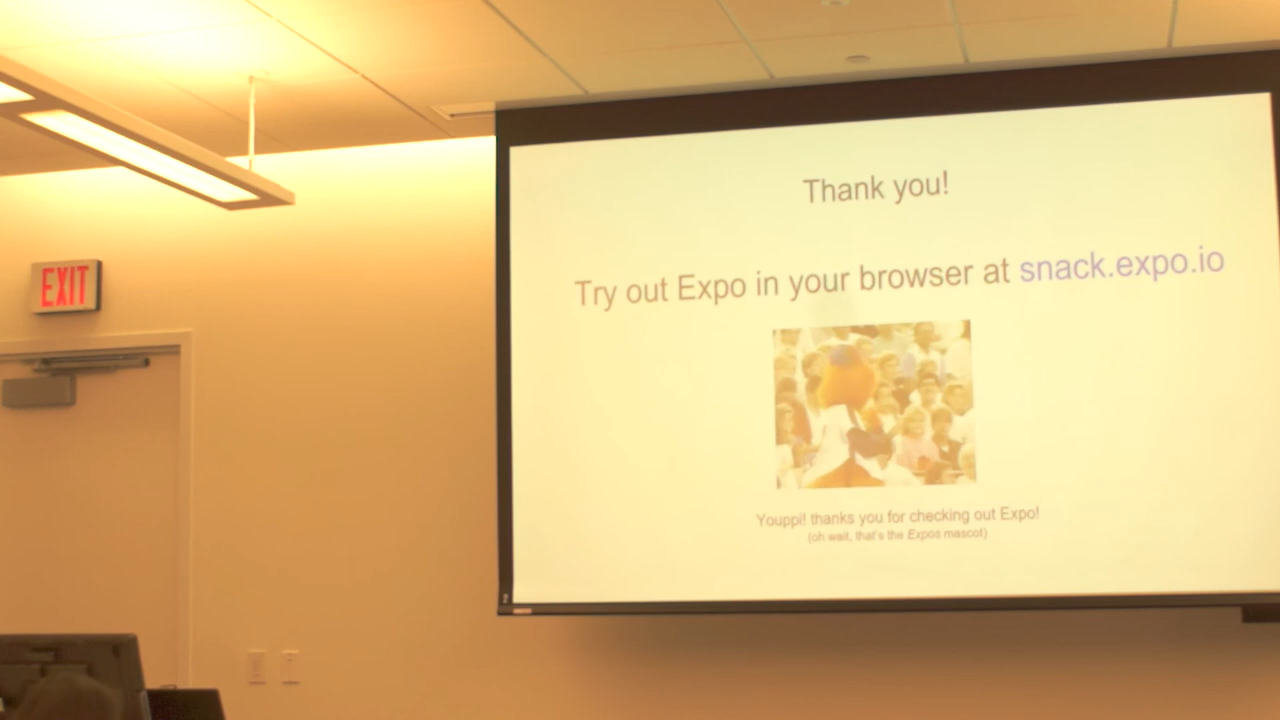 Thank you!
EXIT
Try out Expo in your browser at snack.expo.io
Youppi! thanks you for checking out Expo!
(oh wait, that's the Expos mascot)